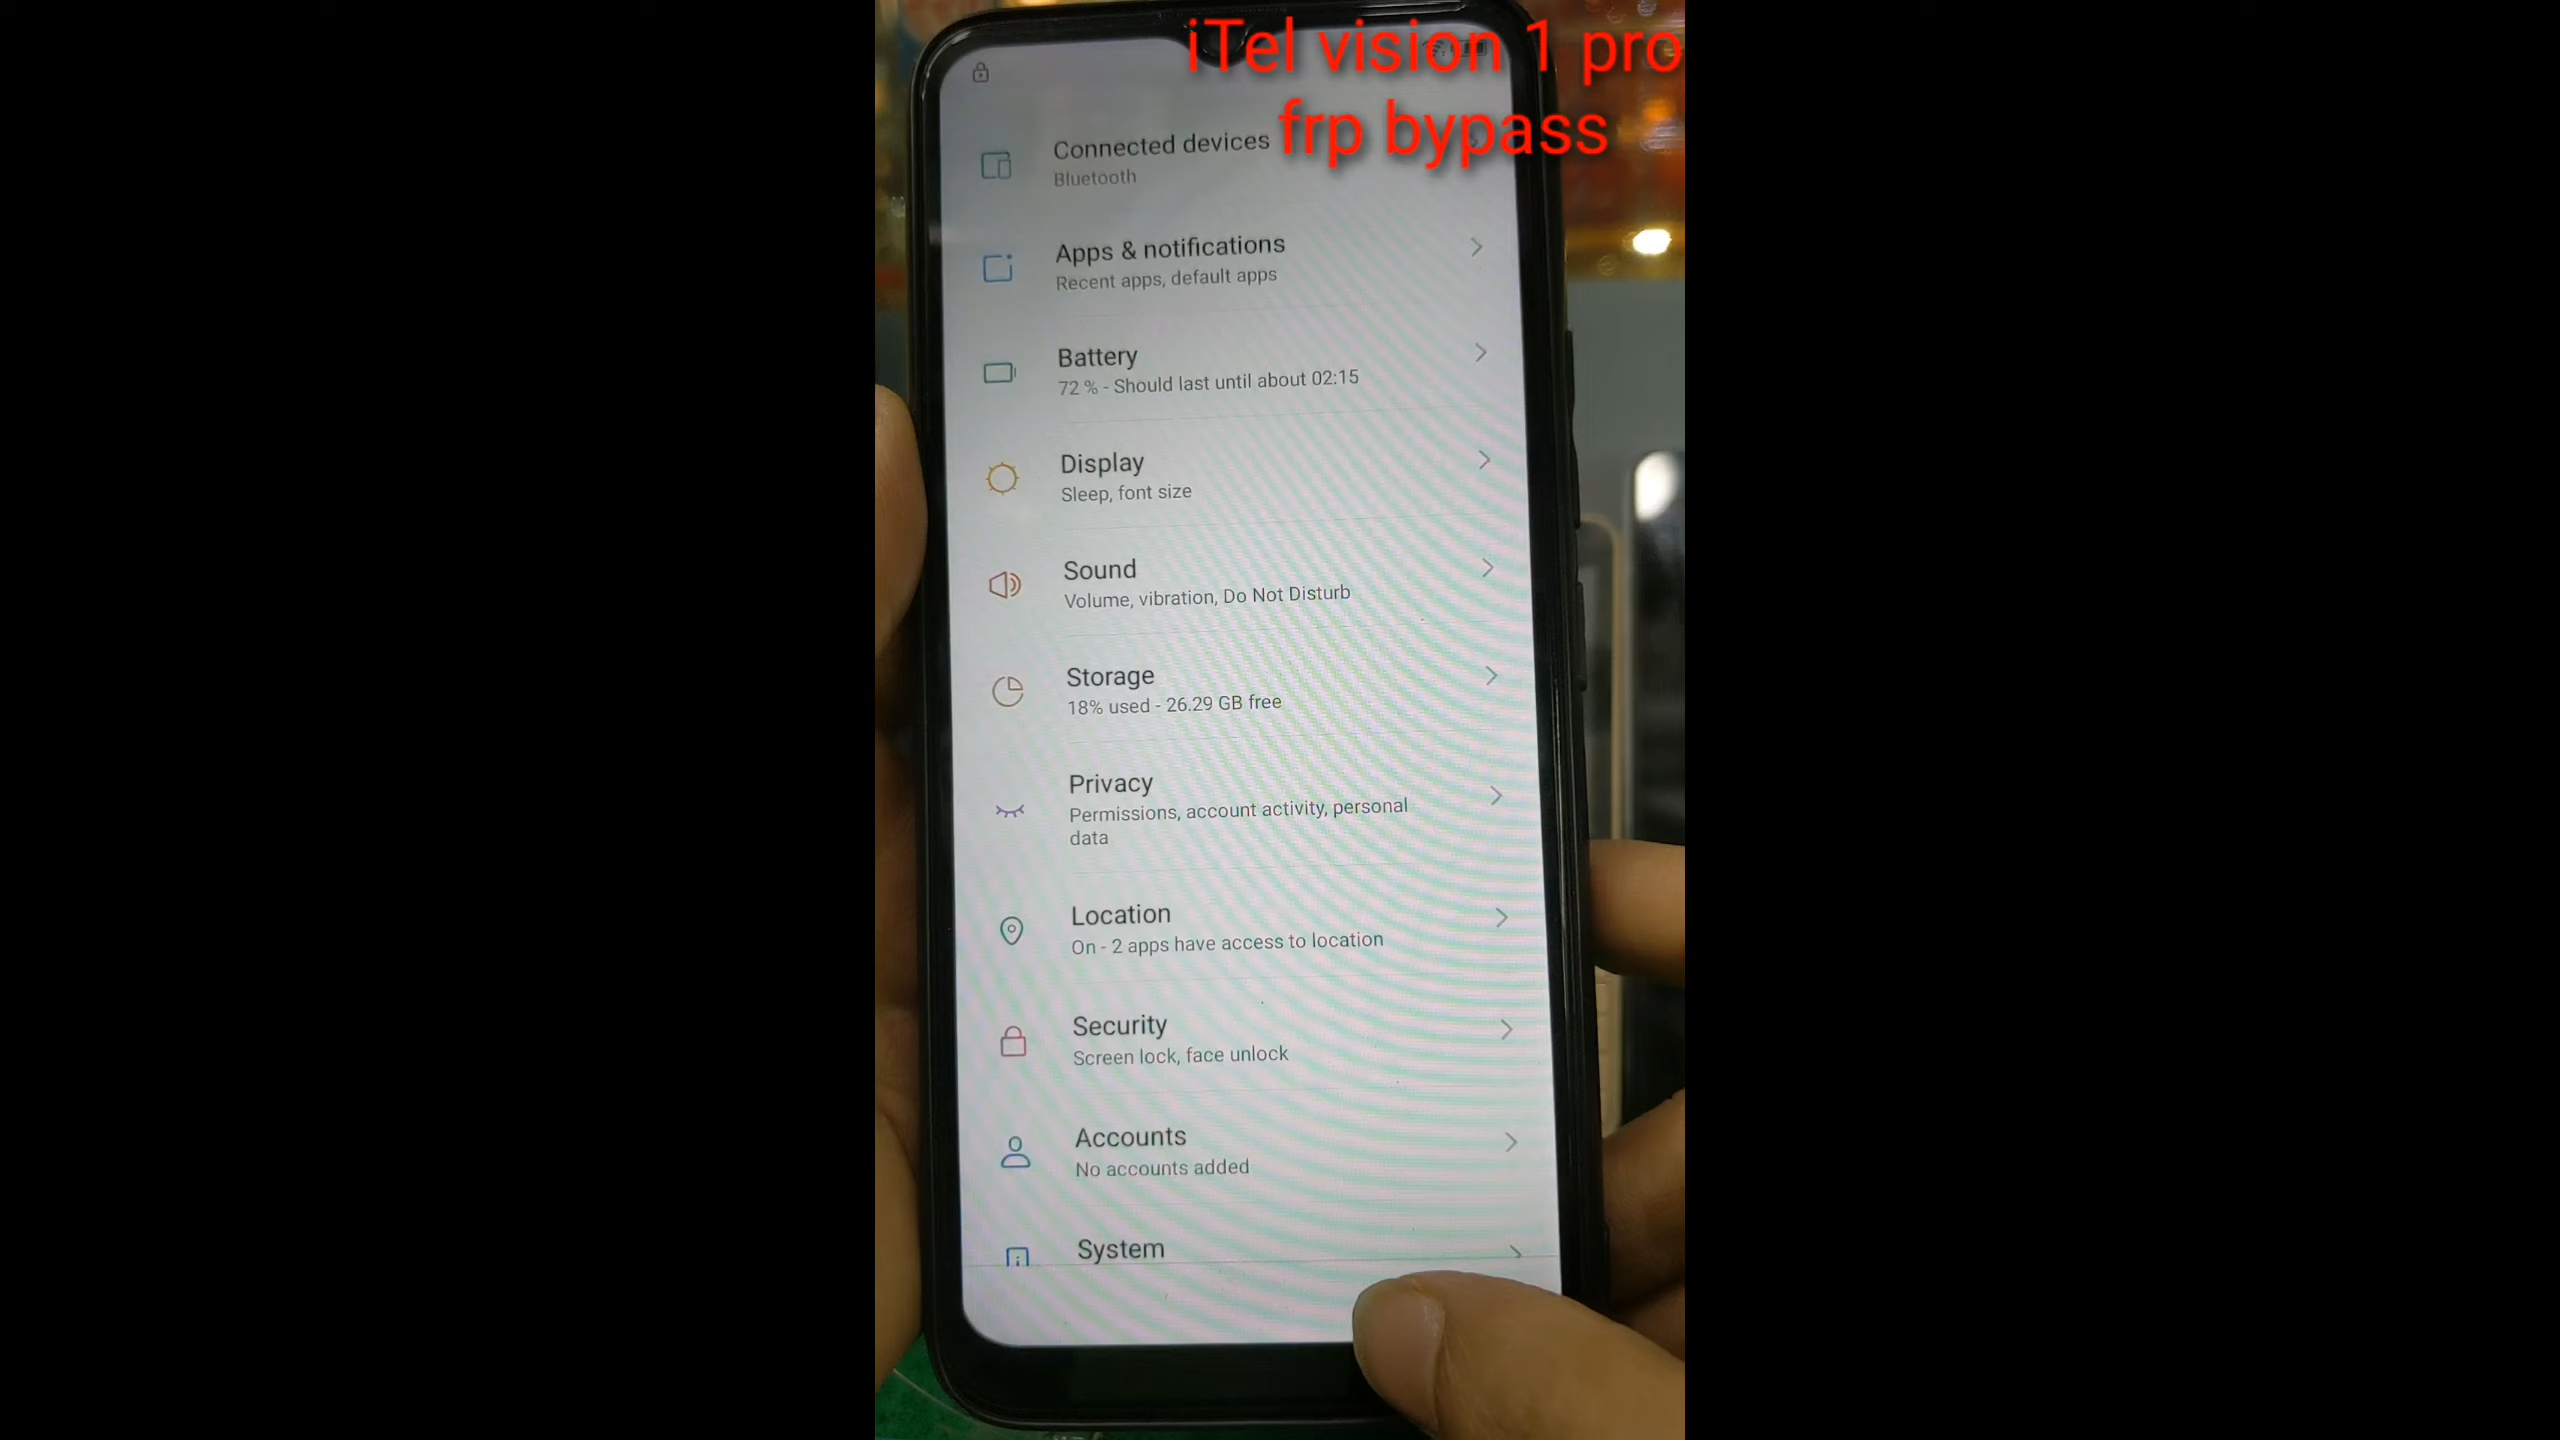 iTel vision 1 pro
frp bypass
Connected devices
Bluetooth
Apps & notifications
Recent apps, default apps
Battery
72 % - Should last until about 02:15
Display
Sleep, font size
Sound
Volume, vibration, Do Not Disturb
Storage
18% used - 26.29 GB free
Privacy
Permissions, account activity, personal
data
Location
On - 2 apps have access to location
Security
Screen lock, face unlock
Accounts
No accounts added
System